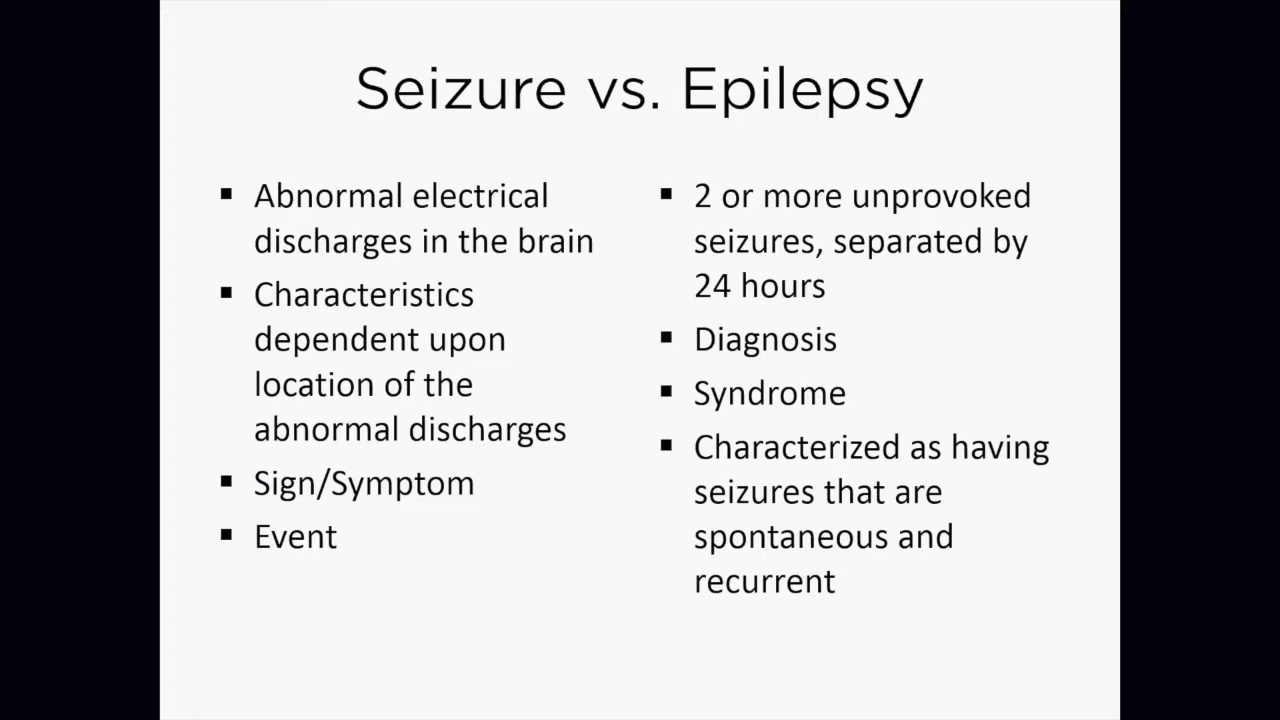 Seizure vs. Epilepsy
▪ Abnormal electrical
discharges in the brain
▪ Characteristics
dependent upon
location of the
abnormal discharges
▪ Sign/Symptom
▪ Event
▪ 2 or more unprovoked
seizures, separated by
24 hours
▪ Diagnosis
▪ Syndrome
▪ Characterized as having
seizures that are
spontaneous and
recurrent